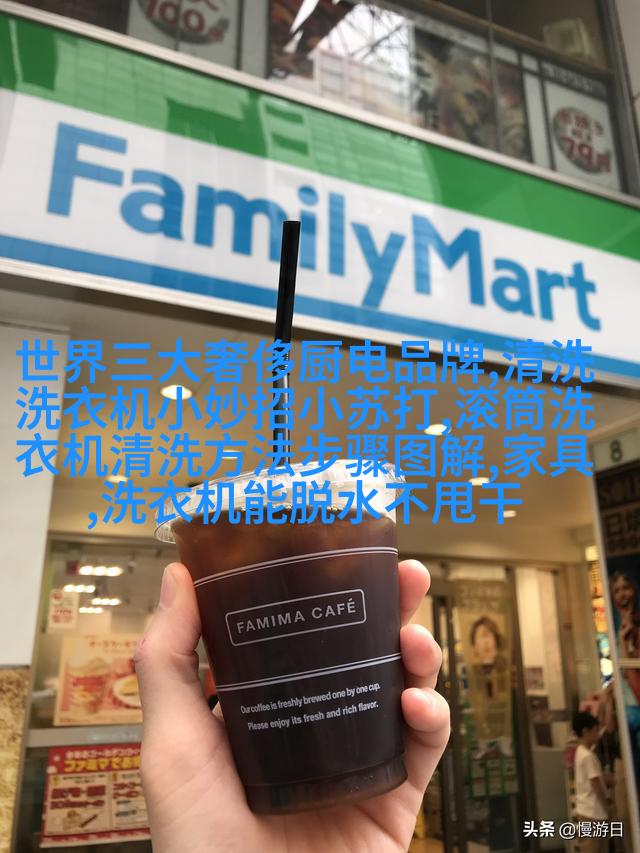 FamilyMart
世界三大奢侈厨电品牌,清洗
洗衣机小妙招小苏打,滚筒洗
衣机清洗方法步骤图解,家具
,洗衣机能脱水不甩干
8
FAMIMA CAFÉ
Our coffee is freshly brewed one by one cup.
Please enjoy its fresh and rich flavor.
头条 @慢游日